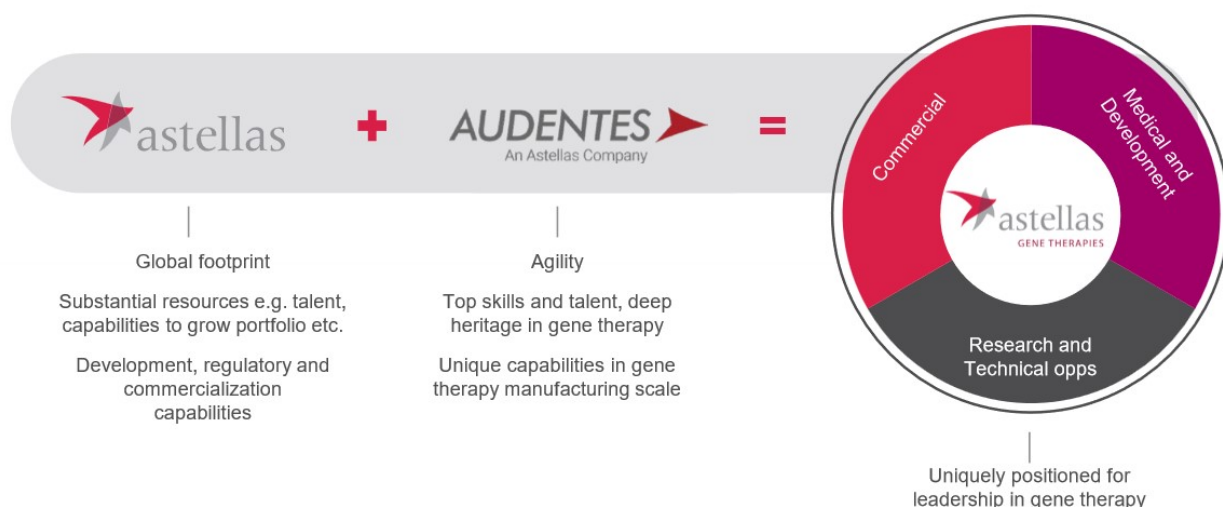 astellas
+
AUDENTES
An Astellas Company
=
Commercial
Medical and
Development
astellas
GENE THERAPIES
Research and
Technical opps
Global footprint
Substantial resources e.g. talent,
capabilities to grow portfolio etc.
Development, regulatory and
commercialization
capabilities
Agility
Top skills and talent, deep
heritage in gene therapy
Unique capabilities in gene
therapy manufacturing scale
Uniquely positioned for
leadership in gene therapy